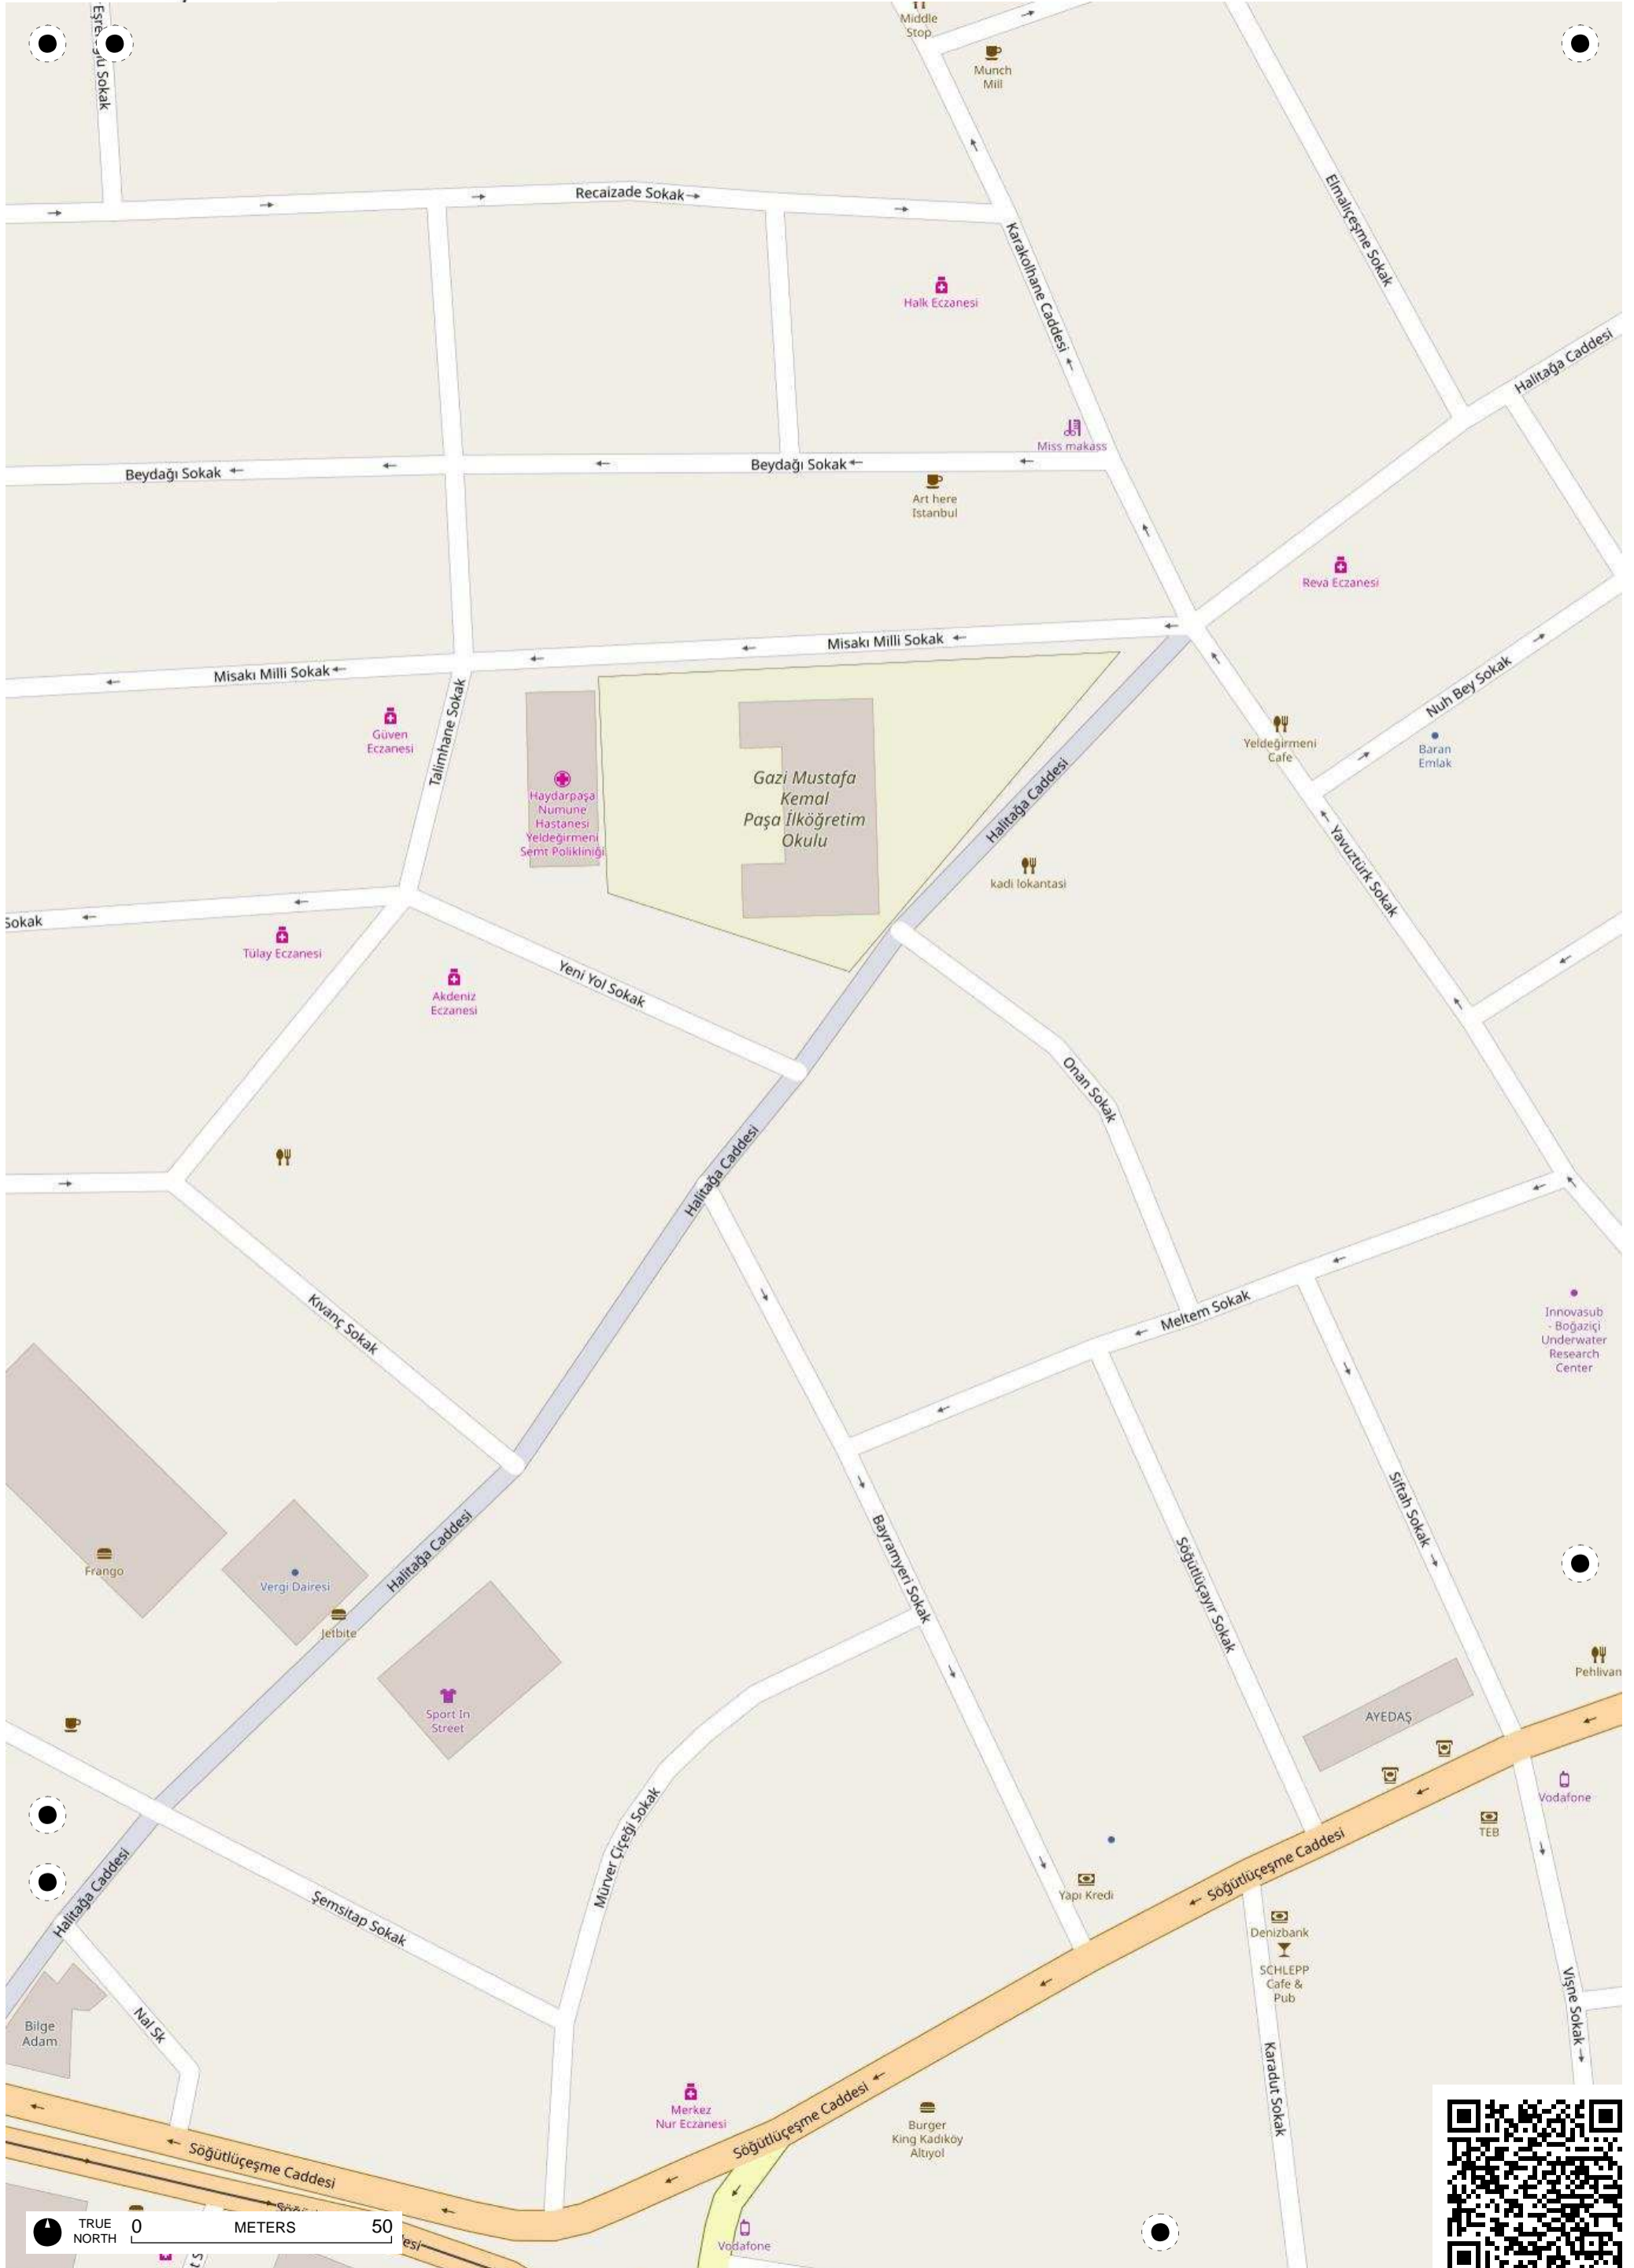 Middle
Stop
Munch
Mill
Recaizade Sokak
Elmalıçeşme Sokak
Karakolhane Caddesi
Halk Eczanesi
Halitağa Caddesi
Miss makass
Beydağı Sokak
Beydağı Sokak
Art here
Istanbul
Reva Eczanesi
Misakı Milli Sokak
Misakı Milli Sokak
Nuh Bey Sokak
Talimhane Sokak
Güven
Eczanesi
Yeldeğirmeni
Cafe
Baran
Emlak
Haydarpaşa
Numune
Hastanesi
Yeldeğirmeni
Semt Polikliniği
Gazi Mustafa
Kemal
Paşa İlköğretim
Okulu
Halitağa Caddesi
kadi lokantasi
Yavuztürk Sokak
Sokak
Tülay Eczanesi
Akdeniz
Eczanesi
Yeni Yol Sokak
Onan Sokak
Halitağa Caddesi
Meltem Sokak
Kıvanç Sokak
Innovasub
- Boğaziçi
Underwater
Research
Center
Siftah Sokak
Bayramyeri Sokak
Söğütlüçayır Sokak
Halitağa Caddesi
Frango
Vergi Dairesi
Jetbite
Sport In
Street
Pehlivan
AYEDAŞ
Vodafone
TEB
Mürver Çiçeği Sokak
Söğütlüçeşme Caddesi
Yapı Kredi
Halitağa Caddesi
Şemsitap Sokak
Denizbank
SCHLEPP
Cafe &
Pub
Vişne Sokak
Nal Sk
Bilge
Adam
Karadut Sokak
Merkez
Nur Eczanesi
Söğütlüçeşme Caddesi
Burger
King Kadıköy
Altıyol
Söğütlüçeşme Caddesi
TRUE
NORTH
0 METERS 50
Vodafone